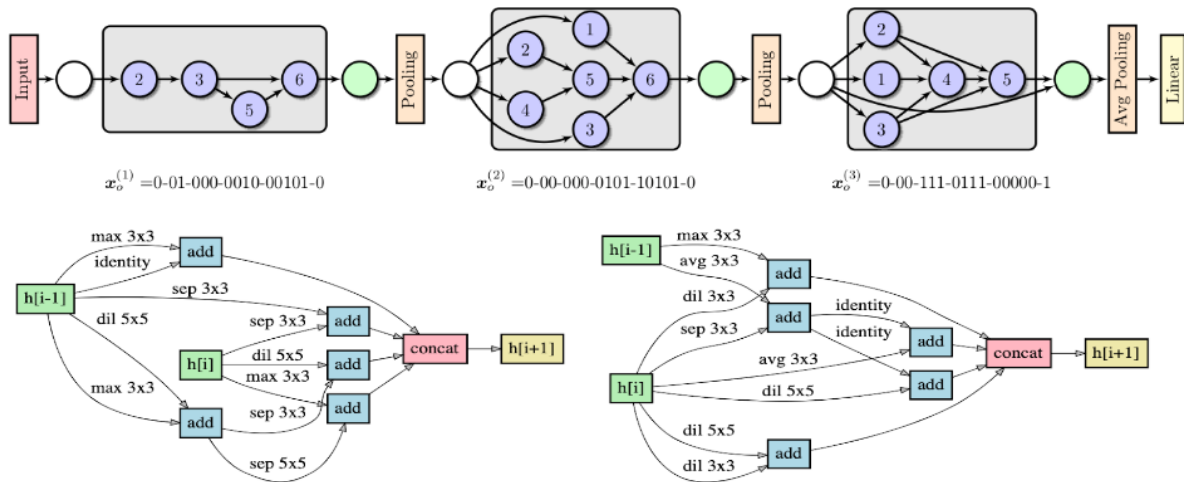 Input
2
3
5
6
Pooling
1
2
4
5
3
6
Pooling
2
1
3
4
5
Avg Pooling
Linear
x_o^(1) =0-01-000-0010-00101-0
x_o^(2) =0-00-000-0101-10101-0
x_o^(3) =0-00-111-0111-00000-1
max 3x3
identity
add
h[i-1]
sep 3x3
dil 5x5
sep 3x3
add
h[i]
dil 5x5
add
concat
h[i+1]
max 3x3
max 3x3
add
sep 3x3
add
sep 5x5
h[i-1]
max 3x3
avg 3x3
add
dil 3x3
sep 3x3
add
identity
identity
add
avg 3x3
concat
h[i+1]
h[i]
dil 5x5
add
dil 5x5
add
dil 3x3